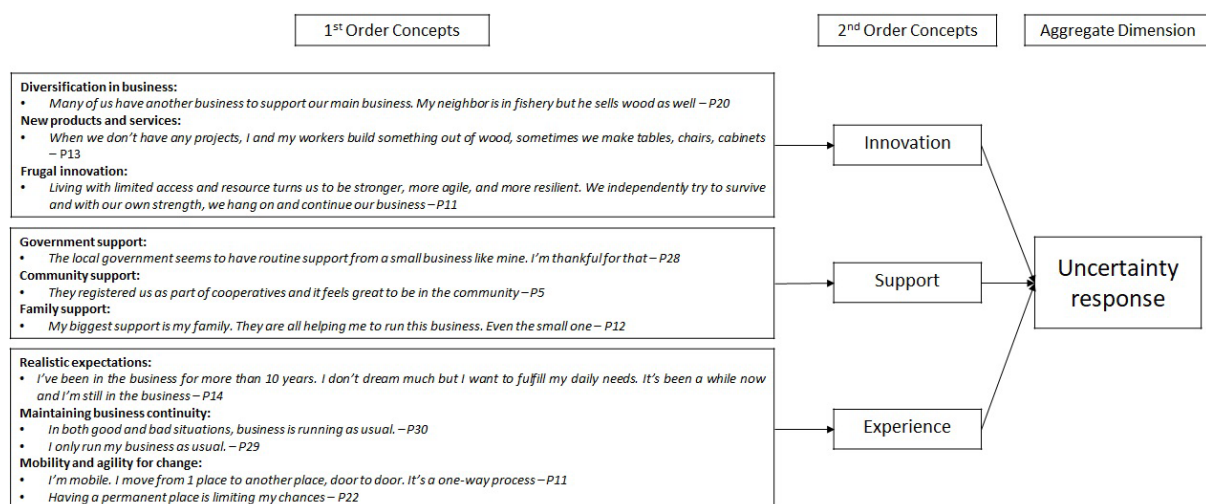 1st Order Concepts
2nd Order Concepts
Aggregate Dimension
Diversification in business:
• Many of us have another business to support our main business. My neighbor is in fishery but he sells wood as well – P20
New products and services:
• When we don't have any projects, I and my workers build something out of wood, sometimes we make tables, chairs, cabinets
– P13
Frugal innovation:
• Living with limited access and resource turns us to be stronger, more agile, and more resilient. We independently try to survive
and with our own strength, we hang on and continue our business – P11
Innovation
Government support:
• The local government seems to have routine support from a small business like mine. I'm thankful for that – P28
Community support:
• They registered us as part of cooperatives and it feels great to be in the community – P5
Family support:
• My biggest support is my family. They are all helping me to run this business. Even the small one – P12
Support
Uncertainty
response
Realistic expectations:
• I've been in the business for more than 10 years. I don't dream much but I want to fulfill my daily needs. It's been a while now
and I'm still in the business – P14
Maintaining business continuity:
• In both good and bad situations, business is running as usual. – P30
• I only run my business as usual. – P29
Mobility and agility for change:
• I'm mobile. I move from 1 place to another place, door to door. It's a one-way process – P11
• Having a permanent place is limiting my chances – P22
Experience